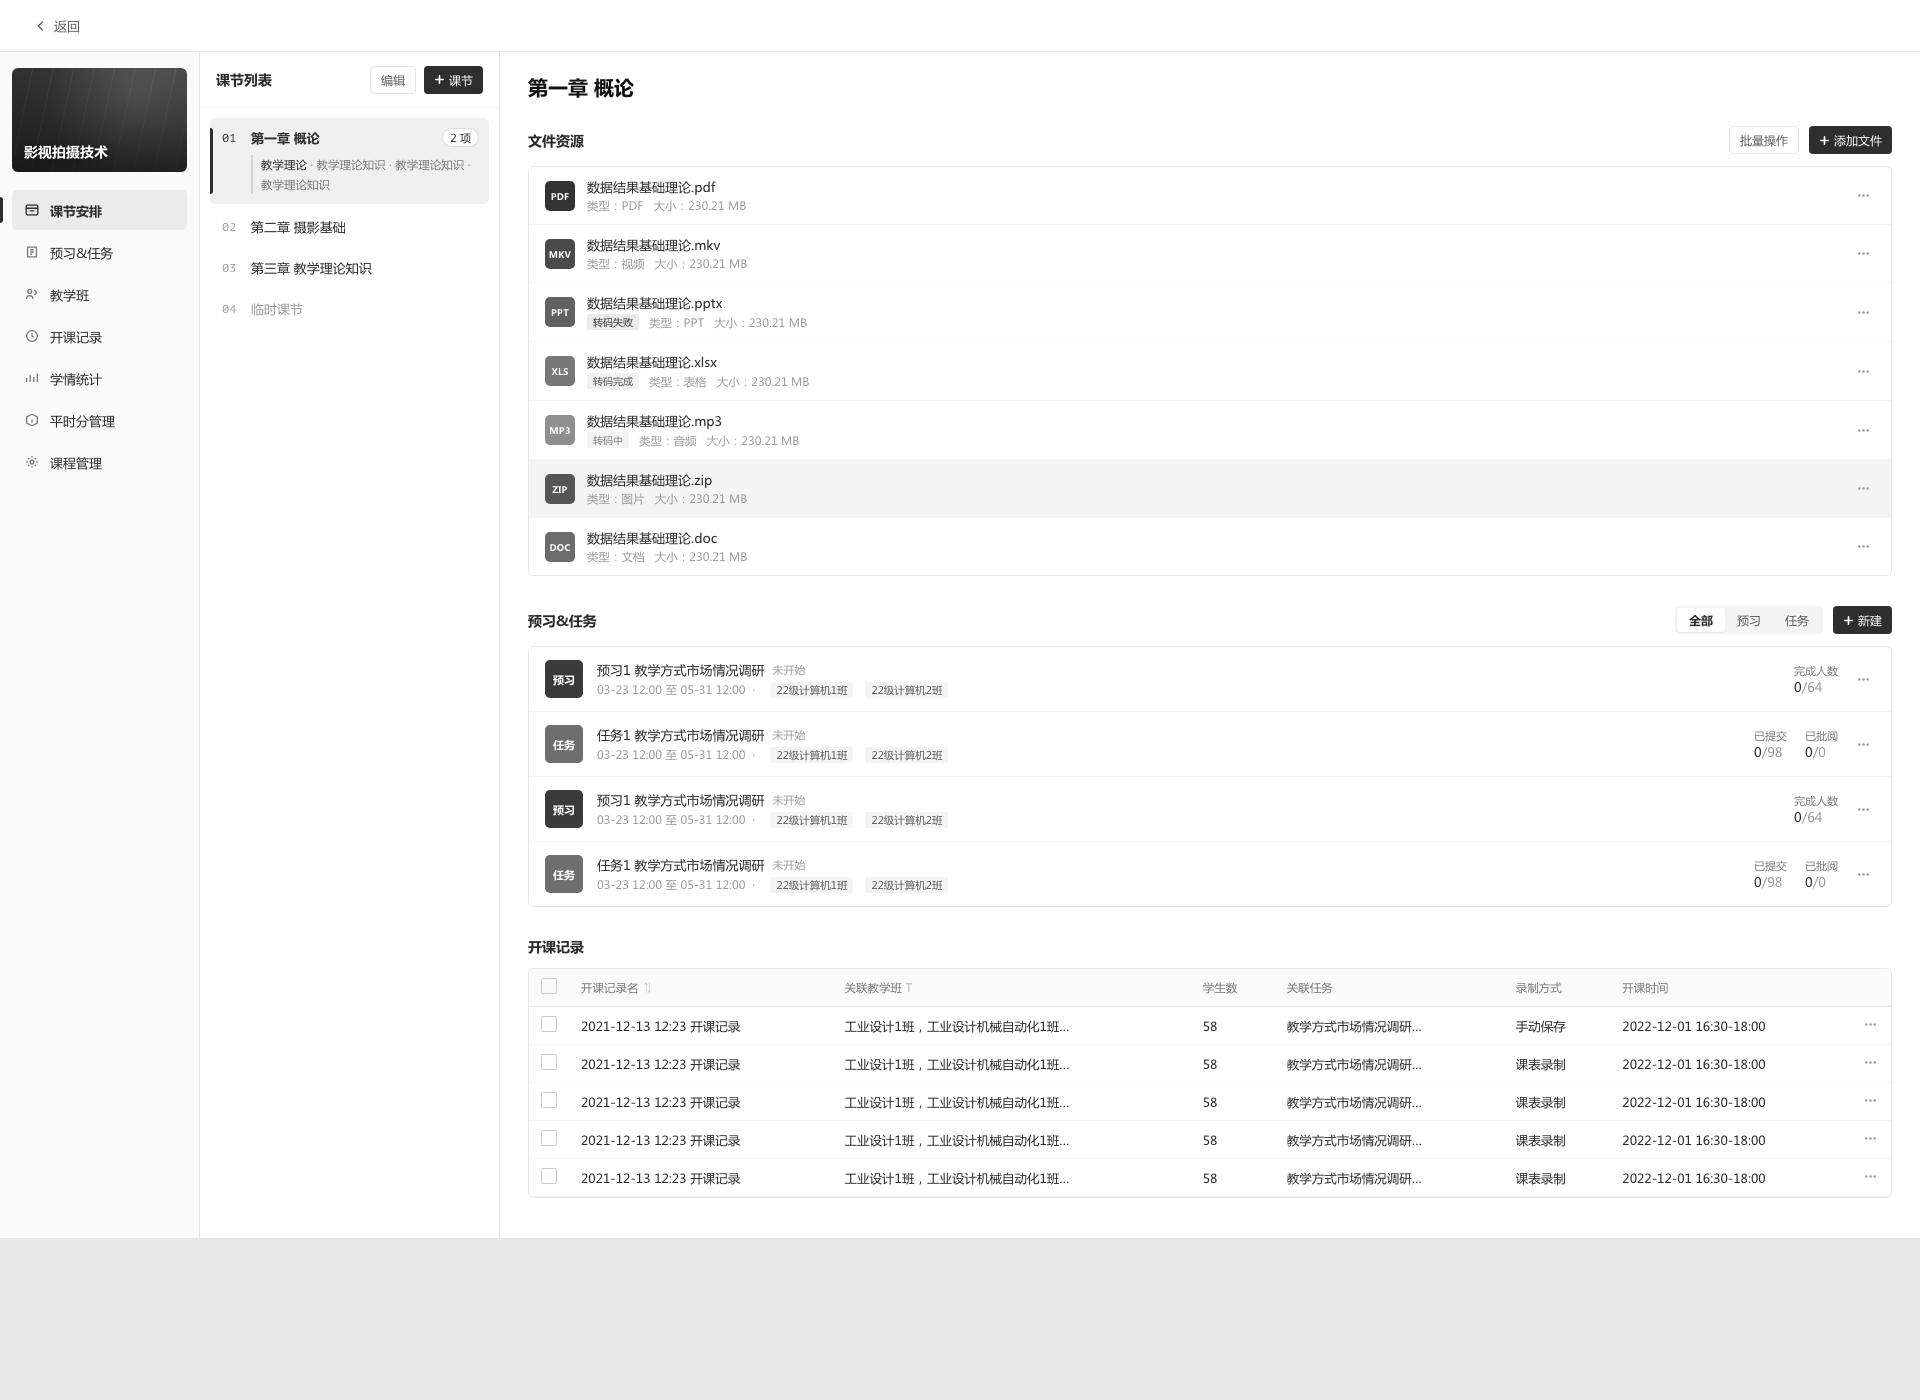 返回
影视拍摄技术
课节安排
预习&任务
教学班
开课记录
学情统计
平时分管理
课程管理
课节列表 编辑 + 课节
01 第一章 概论 2 项
教学理论 · 教学理论知识 · 教学理论知识 ·
教学理论知识
02 第二章 摄影基础
03 第三章 教学理论知识
04 临时课节
第一章 概论
文件资源 批量操作 + 添加文件
PDF 数据结果基础理论.pdf
类型：PDF 大小：230.21 MB
MKV 数据结果基础理论.mkv
类型：视频 大小：230.21 MB
PPT 数据结果基础理论.pptx
转码失败 类型：PPT 大小：230.21 MB
XLS 数据结果基础理论.xlsx
转码完成 类型：表格 大小：230.21 MB
MP3 数据结果基础理论.mp3
转码中 类型：音频 大小：230.21 MB
ZIP 数据结果基础理论.zip
类型：图片 大小：230.21 MB
DOC 数据结果基础理论.doc
类型：文档 大小：230.21 MB
预习&任务 全部 预习 任务 + 新建
预习 预习1 教学方式市场情况调研 未开始 完成人数
03-23 12:00 至 05-31 12:00 · 22级计算机1班 22级计算机2班 0/64
任务 任务1 教学方式市场情况调研 未开始 已提交 已批阅
03-23 12:00 至 05-31 12:00 · 22级计算机1班 22级计算机2班 0/98 0/0
预习 预习1 教学方式市场情况调研 未开始 完成人数
03-23 12:00 至 05-31 12:00 · 22级计算机1班 22级计算机2班 0/64
任务 任务1 教学方式市场情况调研 未开始 已提交 已批阅
03-23 12:00 至 05-31 12:00 · 22级计算机1班 22级计算机2班 0/98 0/0
开课记录
开课记录名 关联教学班 学生数 关联任务 录制方式 开课时间
2021-12-13 12:23 开课记录 工业设计1班，工业设计机械自动化1班... 58 教学方式市场情况调研... 手动保存 2022-12-01 16:30-18:00
2021-12-13 12:23 开课记录 工业设计1班，工业设计机械自动化1班... 58 教学方式市场情况调研... 课表录制 2022-12-01 16:30-18:00
2021-12-13 12:23 开课记录 工业设计1班，工业设计机械自动化1班... 58 教学方式市场情况调研... 课表录制 2022-12-01 16:30-18:00
2021-12-13 12:23 开课记录 工业设计1班，工业设计机械自动化1班... 58 教学方式市场情况调研... 课表录制 2022-12-01 16:30-18:00
2021-12-13 12:23 开课记录 工业设计1班，工业设计机械自动化1班... 58 教学方式市场情况调研... 课表录制 2022-12-01 16:30-18:00